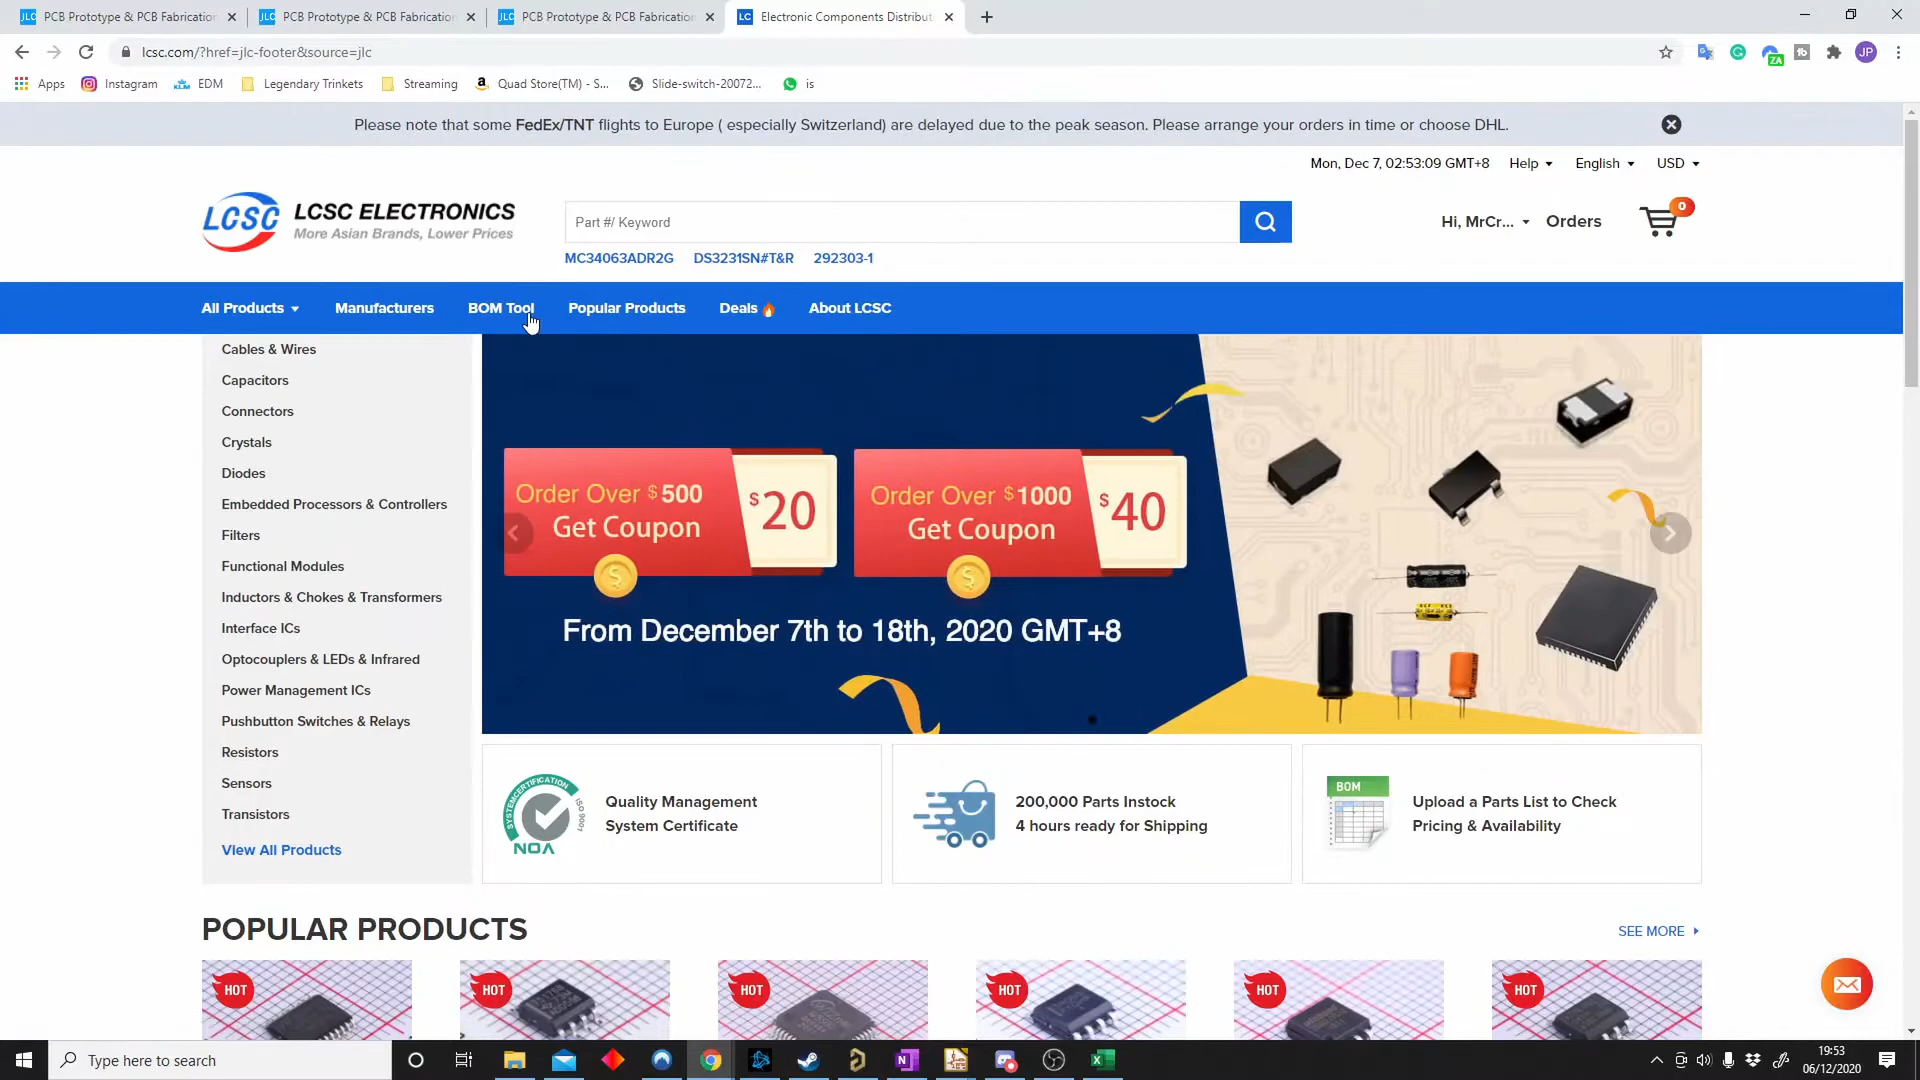 PCB Prototype & PCB Fabrication
PCB Prototype & PCB Fabrication
PCB Prototype & PCB Fabrication
LC
Electronic Components Distribut
lcsc.com/?href=jlc-footer&source=jlc
ZA
JP
Apps
Instagram
EDM
Legendary Trinkets
Streaming
Quad Store(TM) - S...
Slide-switch-20072...
is
Please note that some FedEx/TNT flights to Europe ( especially Switzerland) are delayed due to the peak season. Please arrange your orders in time or choose DHL.
Mon, Dec 7, 02:53:09 GMT+8
Help
English
USD
LCSC
LCSC ELECTRONICS
More Asian Brands, Lower Prices
Part #/ Keyword
Hi, MrCr...
Orders
0
MC34063ADR2G
DS3231SN#T&R
292303-1
All Products
Manufacturers
BOM Tool
Popular Products
Deals
About LCSC
Cables & Wires
Capacitors
Connectors
Crystals
Diodes
Embedded Processors & Controllers
Filters
Functional Modules
Inductors & Chokes & Transformers
Interface ICs
Optocouplers & LEDs & Infrared
Power Management ICs
Pushbutton Switches & Relays
Resistors
Sensors
Transistors
View All Products
Order Over $500
Get Coupon
$20
Order Over $1000
Get Coupon
$40
From December 7th to 18th, 2020 GMT+8
SYSTEM CERTIFICATION
ISO 9001
NOA
Quality Management
System Certificate
200,000 Parts Instock
4 hours ready for Shipping
BOM
Upload a Parts List to Check
Pricing & Availability
POPULAR PRODUCTS
SEE MORE
HOT
HOT
HOT
HOT
HOT
HOT
Type here to search
19:53
06/12/2020